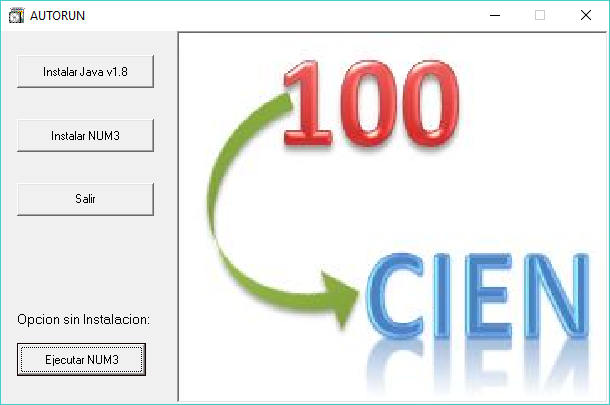 AUTORUN
Instalar Java v1.8
Instalar NUM3
Salir
Opcion sin Instalacion:
Ejecutar NUM3
100
CIEN